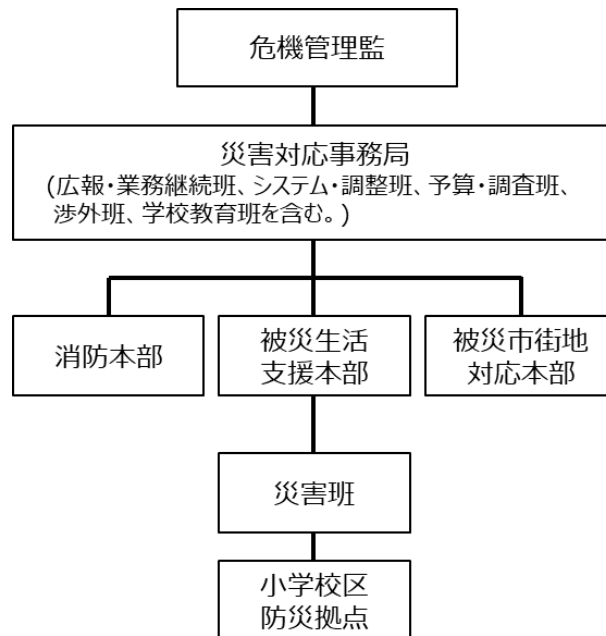 危機管理監
災害対応事務局
(広報・業務継続班、システム・調整班、予算・調査班、
渉外班、学校教育班を含む。)
消防本部
被災生活
支援本部
被災市街地
対応本部
災害班
小学校区
防災拠点